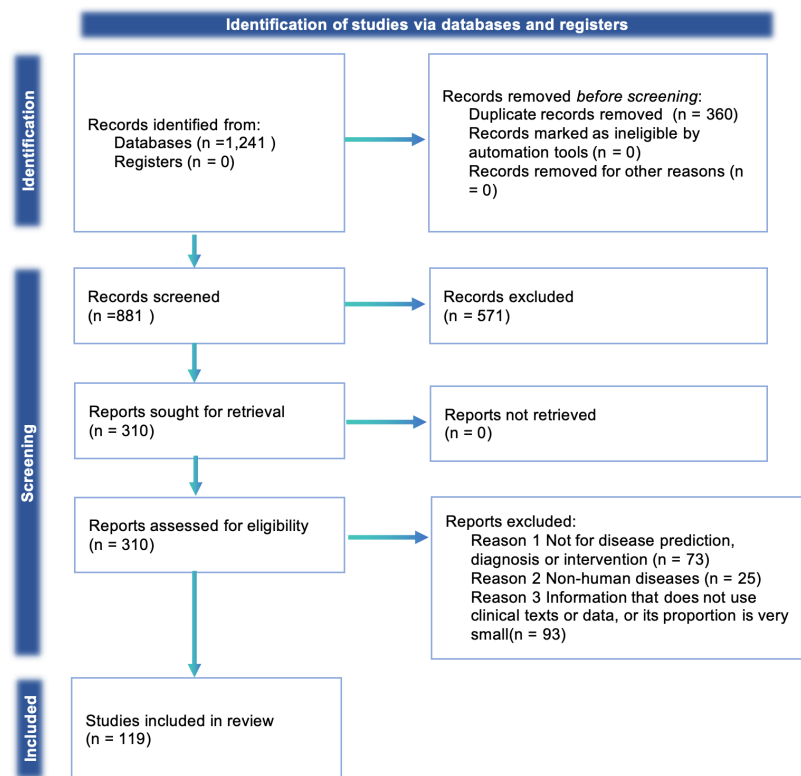 Identification of studies via databases and registers
Identification
Records identified from:
Databases (n =1,241 )
Registers (n = 0)
Records removed before screening:
Duplicate records removed (n = 360)
Records marked as ineligible by
automation tools (n = 0)
Records removed for other reasons (n
= 0)
Screening
Records screened
(n =881 )
Records excluded
(n = 571)
Reports sought for retrieval
(n = 310)
Reports not retrieved
(n = 0)
Reports assessed for eligibility
(n = 310)
Reports excluded:
Reason 1 Not for disease prediction,
diagnosis or intervention (n = 73)
Reason 2 Non-human diseases (n = 25)
Reason 3 Information that does not use
clinical texts or data, or its proportion is very
small(n = 93)
Included
Studies included in review
(n = 119)